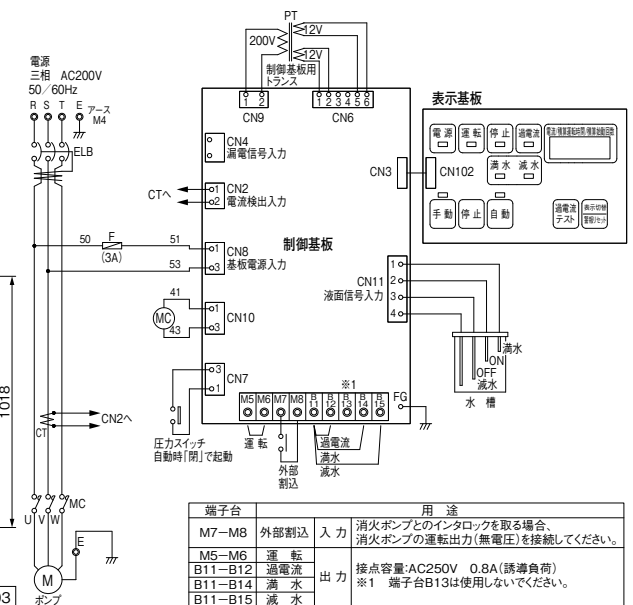 電源
三相 AC200V
50/60Hz
R S T E アース
M4
ELB
50 F 51
(3A)
53
41
MC
43
1018
CT
CN2へ
MC
U V W
E
M
ポンプ
03
PT
200V
12V
12V
制御基板用
トランス
1 2
CN9
1 2 3 4 5 6
CN6
CN4
漏電信号入力
CTへ
1
2
CN2
電流検出入力
1
3
CN8
基板電源入力
制御基板
1
3
CN10
3
1
CN7
圧力スイッチ
自動時「閉」で起動
CN3
CN102
CN11
液面信号入力
1
2
3
4
※1
M5 M6 M7 M8 B11 B12 B13 B14 B15
FG
運転
外部
割込
過電流
満水
減水
表示基板
電源 運転 停止 過電流
電流/積算運転時間/積算始動回数
満水 減水
手動 停止 自動
過電流
テスト
表示切替
警報リセット
満水
ON
OFF
減水
水槽
端子台 用途
M7−M8 外部割込 入力 消火ポンプとのインタロックを取る場合、
消火ポンプの運転出力(無電圧)を接続してください。
M5−M6 運転
B11−B12 過電流
B11−B14 満水
B11−B15 減水
出力
接点容量:AC250V 0.8A(誘導負荷)
※1 端子台B13は使用しないでください。